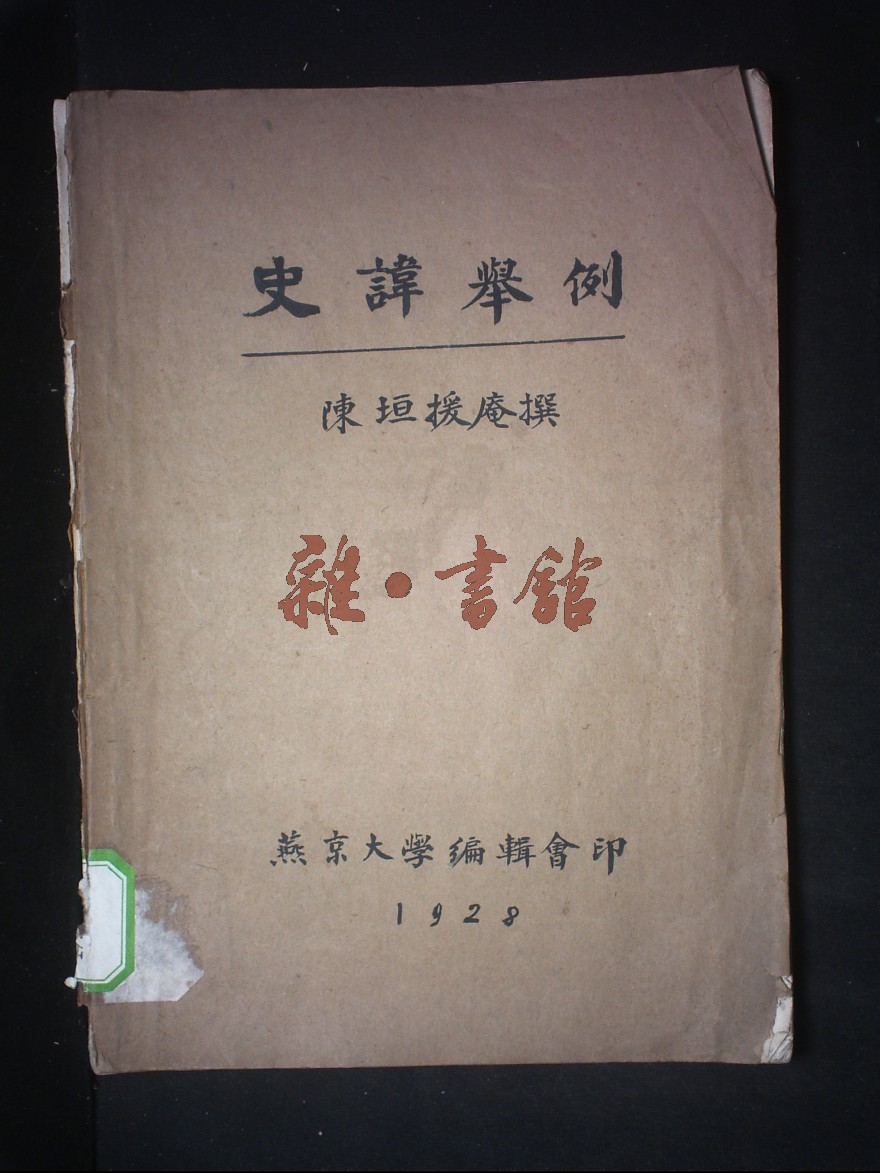 史諱舉例
陳垣援庵撰
雜·書館
燕京大學編輯會印
1928